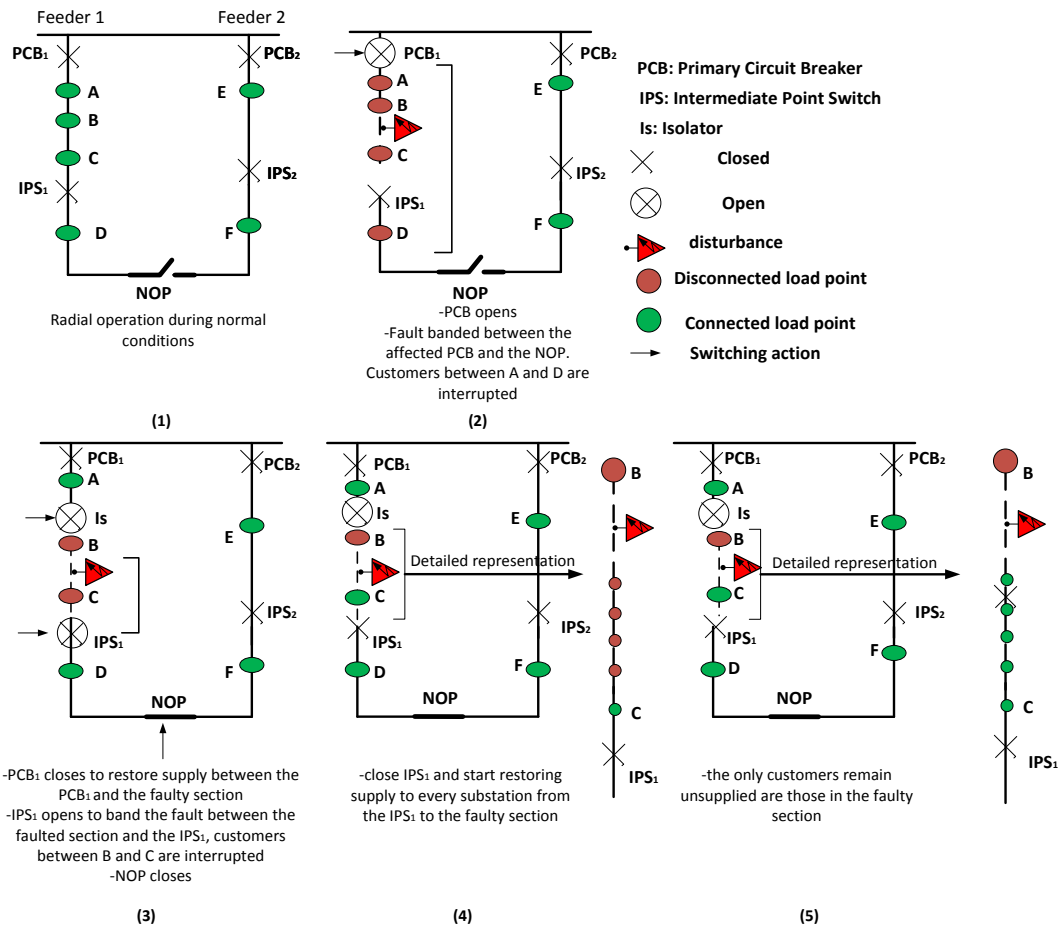 Feeder 1
Feeder 2
PCB₁
PCB₂
A
E
B
C
IPS₁
IPS₂
D
F
NOP
Radial operation during normal
conditions
(1)
PCB₁
PCB₂
A
B
E
C
IPS₂
IPS₁
D
F
NOP
-PCB opens
-Fault banded between the
affected PCB and the NOP.
Customers between A and D are
interrupted
(2)
PCB: Primary Circuit Breaker
IPS: Intermediate Point Switch
Is: Isolator
Closed
Open
disturbance
Disconnected load point
Connected load point
Switching action
PCB₁
PCB₂
A
Is
E
B
C
IPS₁
IPS₂
D
F
NOP
-PCB₁ closes to restore supply between the
PCB₁ and the faulty section
-IPS₁ opens to band the fault between the
faulted section and the IPS₁, customers
between B and C are interrupted
-NOP closes
(3)
PCB₁
PCB₂
A
Is
E
B
Detailed representation
C
IPS₁
IPS₂
D
F
NOP
B
C
IPS₁
-close IPS₁ and start restoring
supply to every substation from
the IPS₁ to the faulty section
(4)
PCB₁
PCB₂
A
Is
E
B
Detailed representation
C
IPS₁
IPS₂
D
F
NOP
B
C
IPS₁
-the only customers remain
unsupplied are those in the faulty
section
(5)